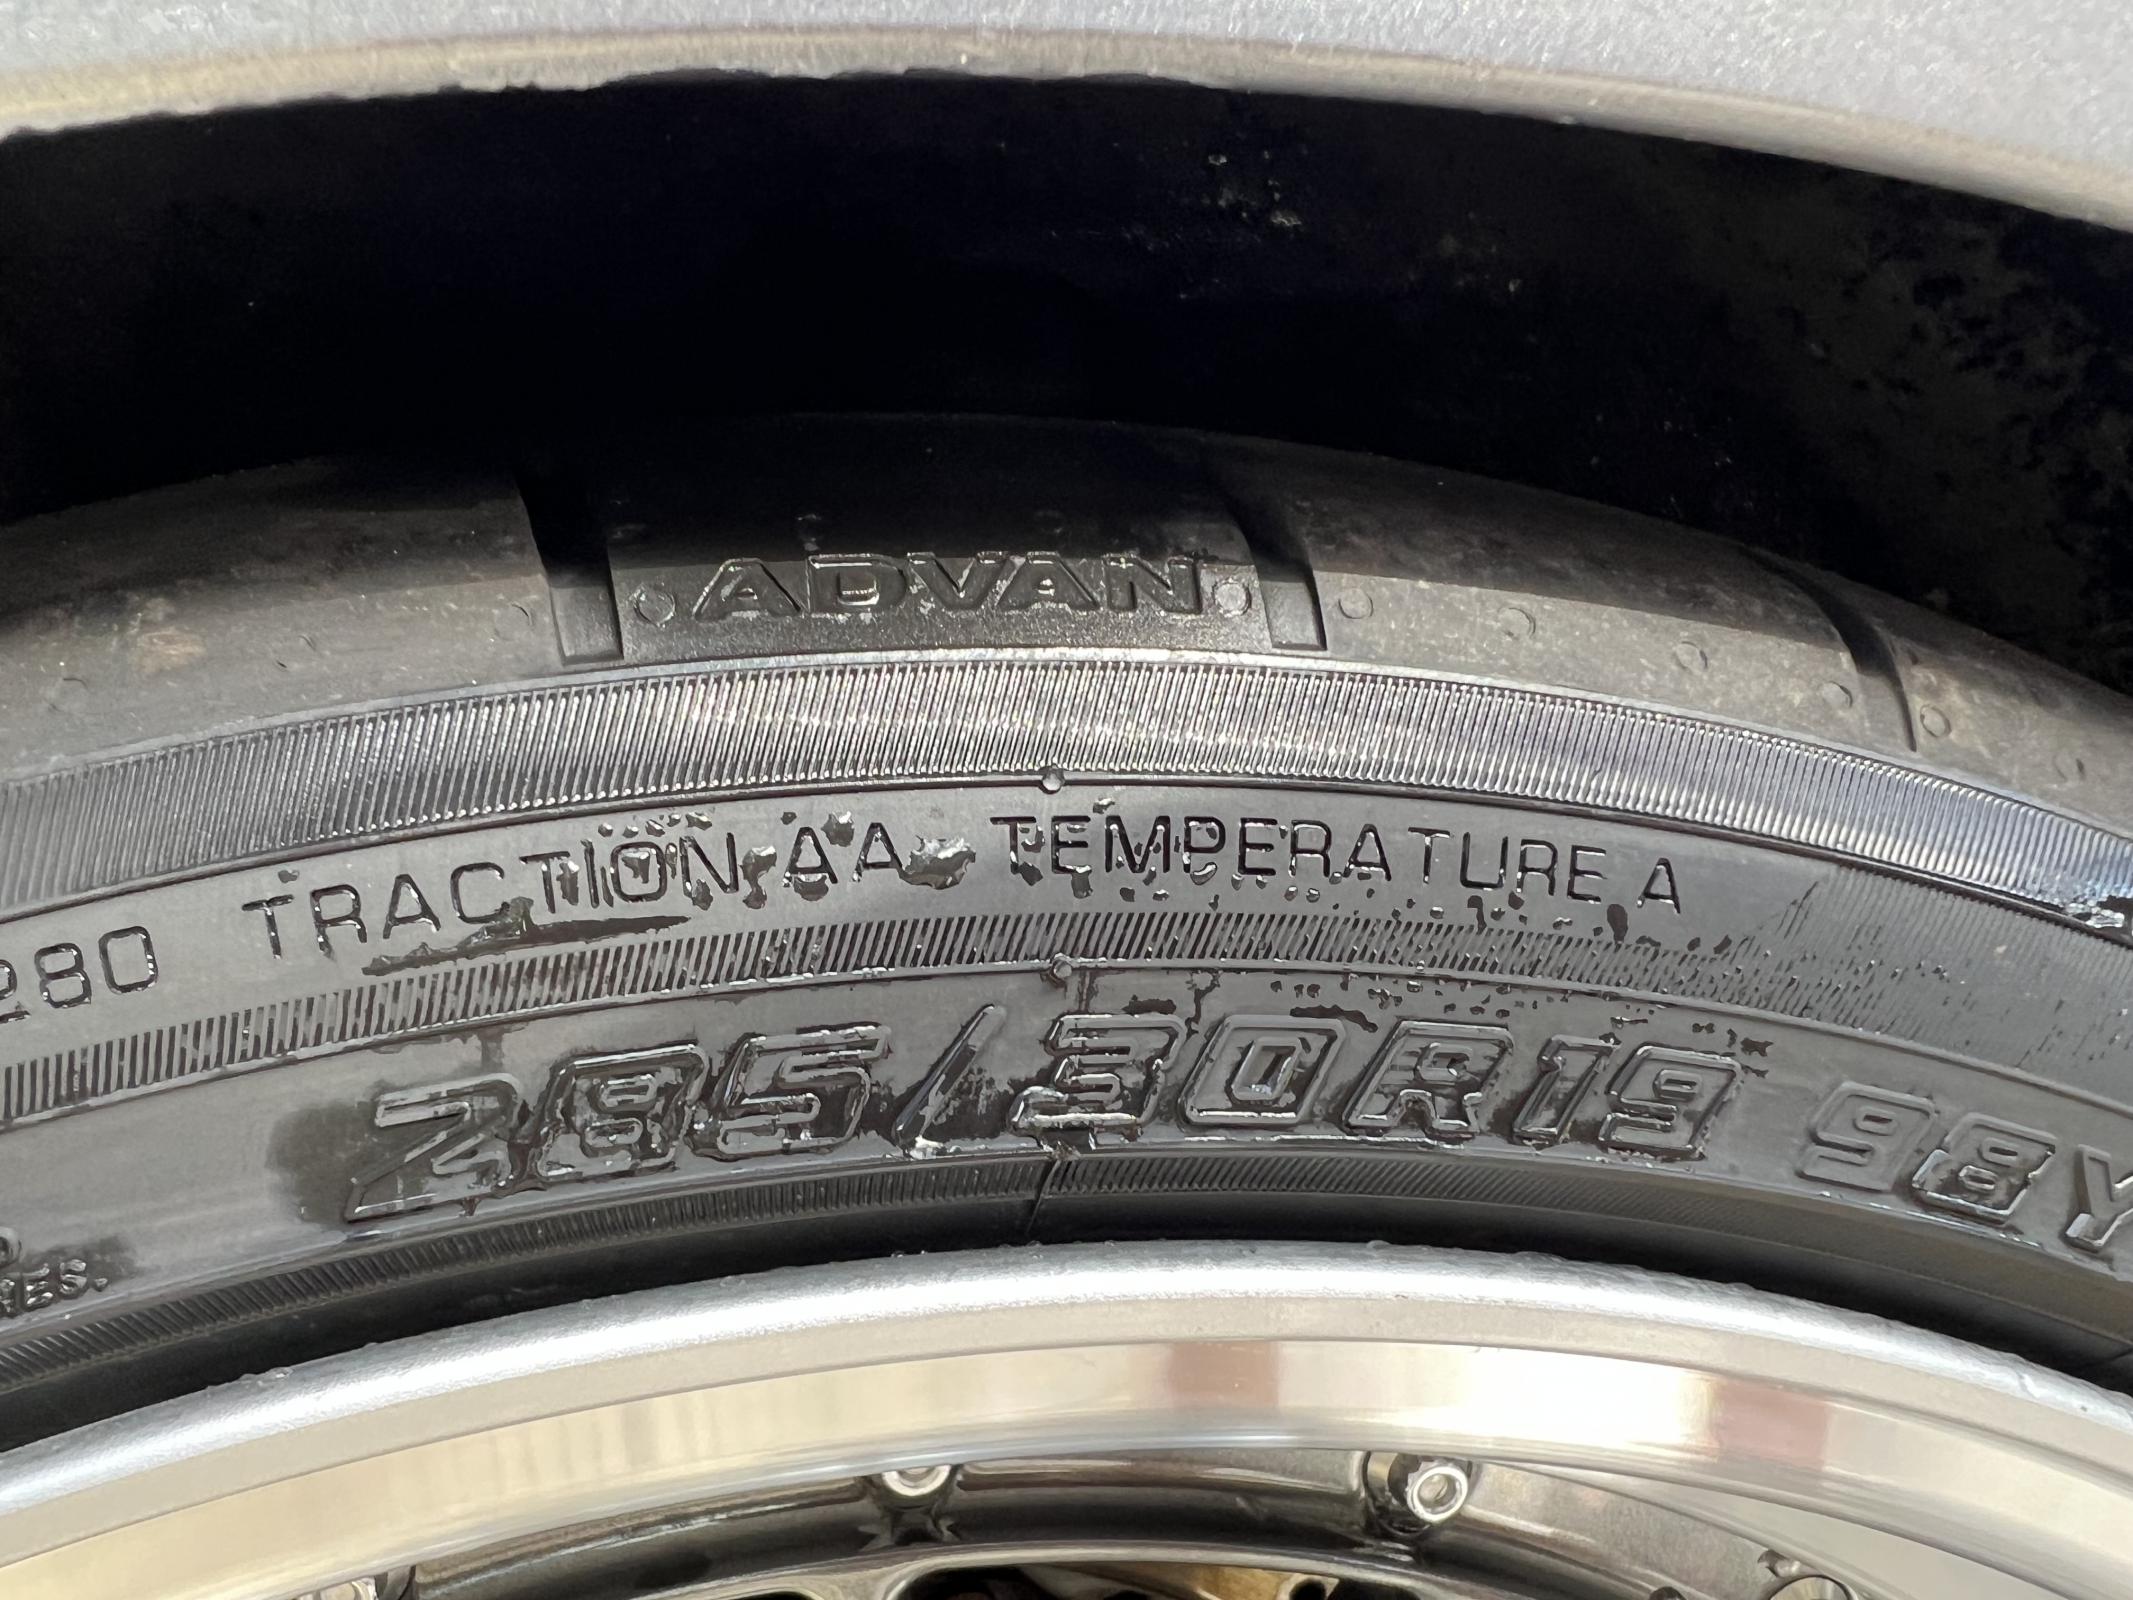 ADVAN
280 TRACTION AA TEMPERATURE A
285/30R19 98Y